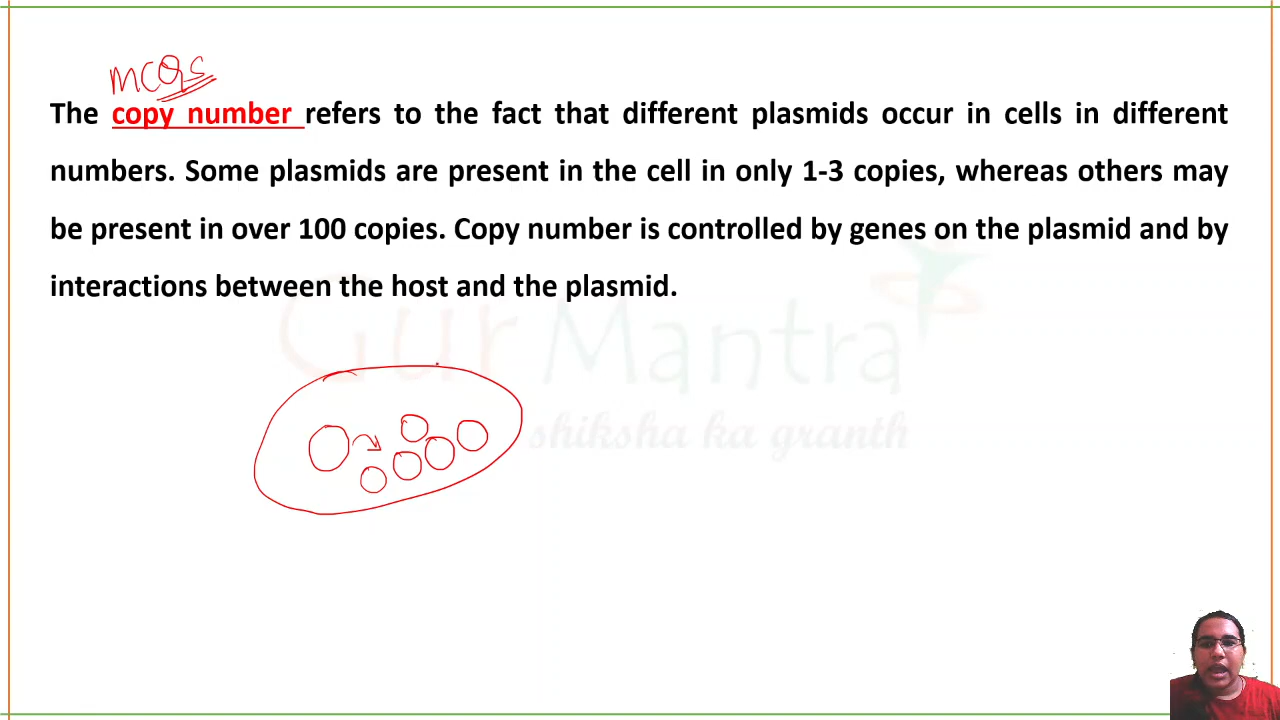 MCQs
The copy number refers to the fact that different plasmids occur in cells in different
numbers. Some plasmids are present in the cell in only 1-3 copies, whereas others may
be present in over 100 copies. Copy number is controlled by genes on the plasmid and by
interactions between the host and the plasmid.
Gur Mantra
shiksha ka granth